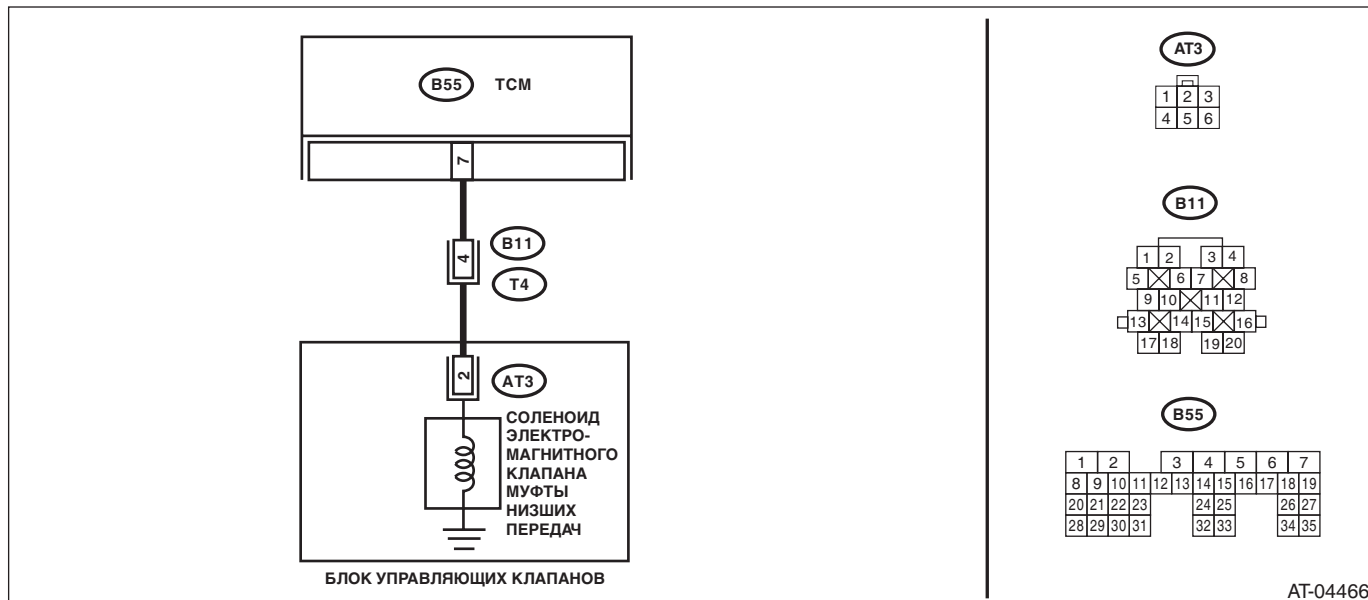 B55 TCM
7
4
B11
T4
2
AT3
СОЛЕНОИД
ЭЛЕКТРО-
МАГНИТНОГО
КЛАПАНА
МУФТЫ
НИЗШИХ
ПЕРЕДАЧ
БЛОК УПРАВЛЯЮЩИХ КЛАПАНОВ
AT3
1 2 3
4 5 6
B11
1 2 3 4
5 6 7 8
9 10 11 12
13 14 15 16
17 18 19 20
B55
1 2 3 4 5 6 7
8 9 10 11 12 13 14 15 16 17 18 19
20 21 22 23 24 25 26 27
28 29 30 31 32 33 34 35
AT-04466